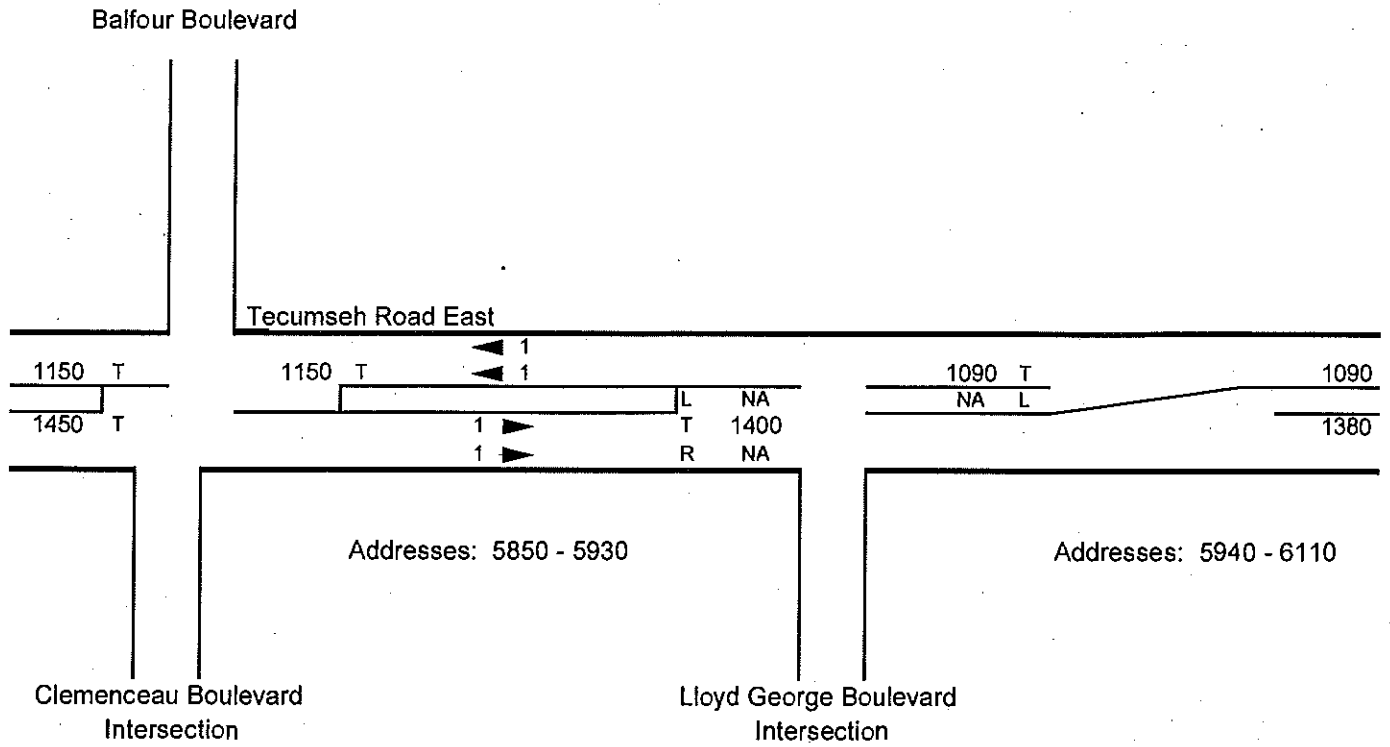 Balfour Boulevard
Tecumseh Road East
1
1150 T
1150 T
1
1090 T
1090
L NA
NA L
1450 T
1
T 1400
1380
1
R NA
Addresses: 5850 - 5930
Addresses: 5940 - 6110
Clemenceau Boulevard
Intersection
Lloyd George Boulevard
Intersection